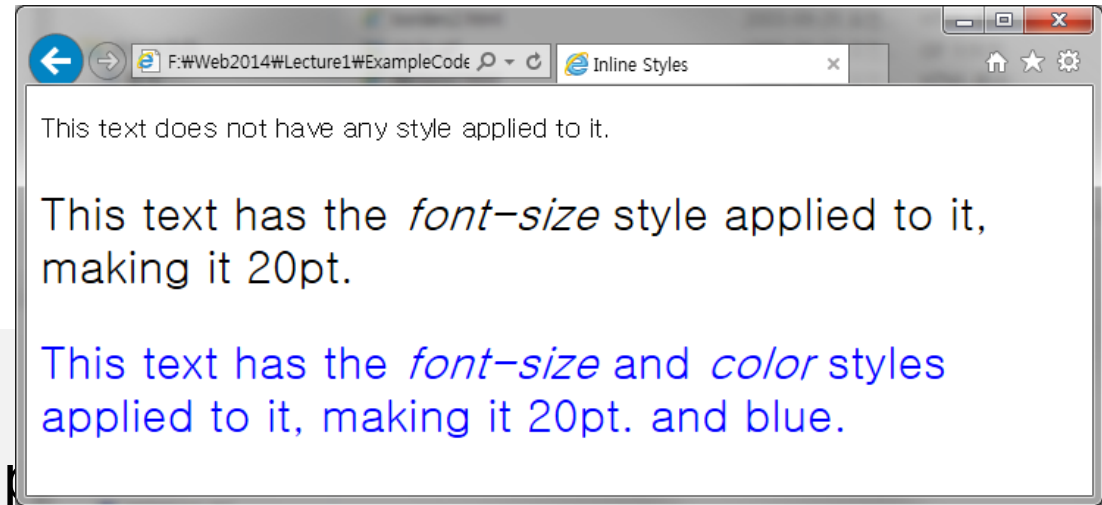 F:₩Web2014₩Lecture1₩ExampleCode
Inline Styles
This text does not have any style applied to it.
This text has the font-size style applied to it,
making it 20pt.
This text has the font-size and color styles
applied to it, making it 20pt. and blue.